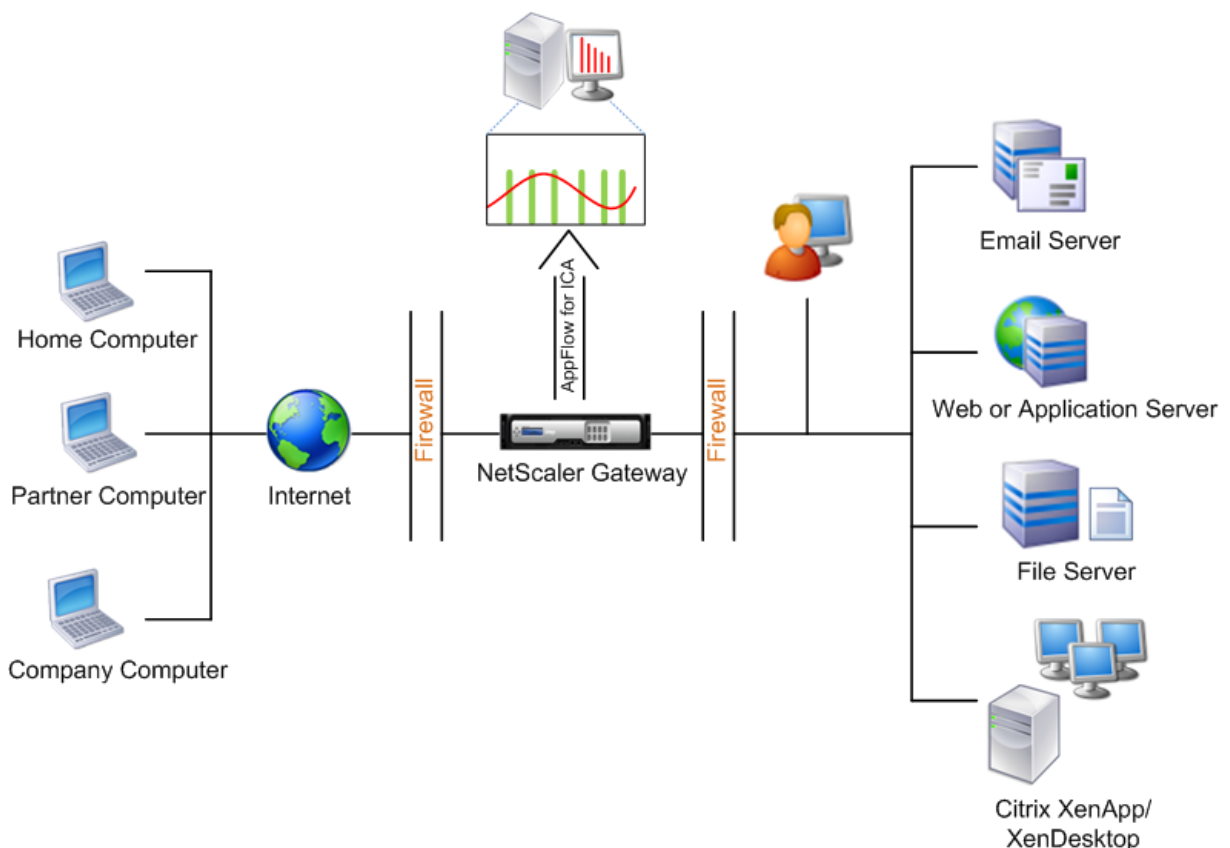 AppFlow for ICA
Home Computer
Partner Computer
Company Computer
Internet
Firewall
NetScaler Gateway
Firewall
Email Server
Web or Application Server
File Server
Citrix XenApp/
XenDesktop